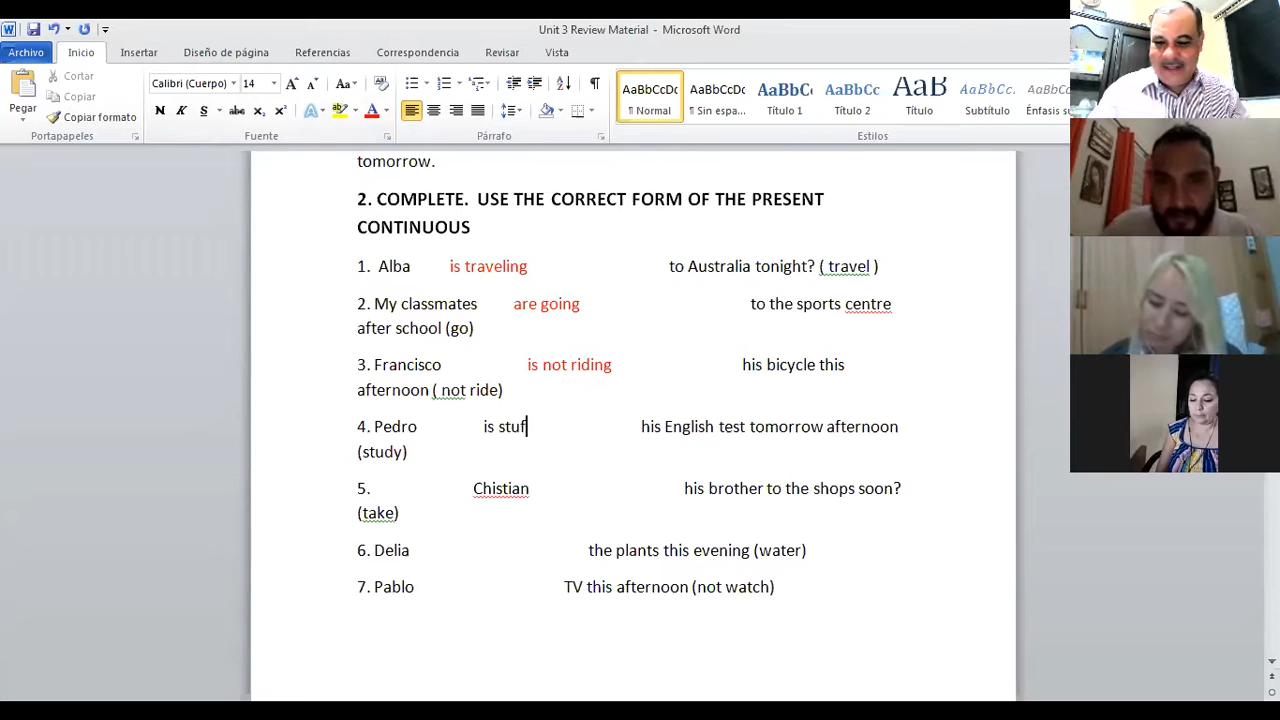 Unit 3 Review Material - Microsoft Word
Archivo Inicio Insertar Diseño de página Referencias Correspondencia Revisar Vista
Pegar
Cortar
Copiar
Copiar formato
Calibri (Cuerpo) 14
N K S abc x₂ x²
AaBbCcDc AaBbCcDc AaBbC AaBbCc AaB AaBbCc. AaBbCc
¶ Normal ¶ Sin espa... Título 1 Título 2 Título Subtítulo Énfasis su
Portapapeles Fuente Párrafo Estilos
tomorrow.
2. COMPLETE. USE THE CORRECT FORM OF THE PRESENT
CONTINUOUS
1. Alba is traveling to Australia tonight? ( travel )
2. My classmates are going to the sports centre
after school (go)
3. Francisco is not riding his bicycle this
afternoon ( not ride)
4. Pedro is stuf his English test tomorrow afternoon
(study)
5. Chistian his brother to the shops soon?
(take)
6. Delia the plants this evening (water)
7. Pablo TV this afternoon (not watch)